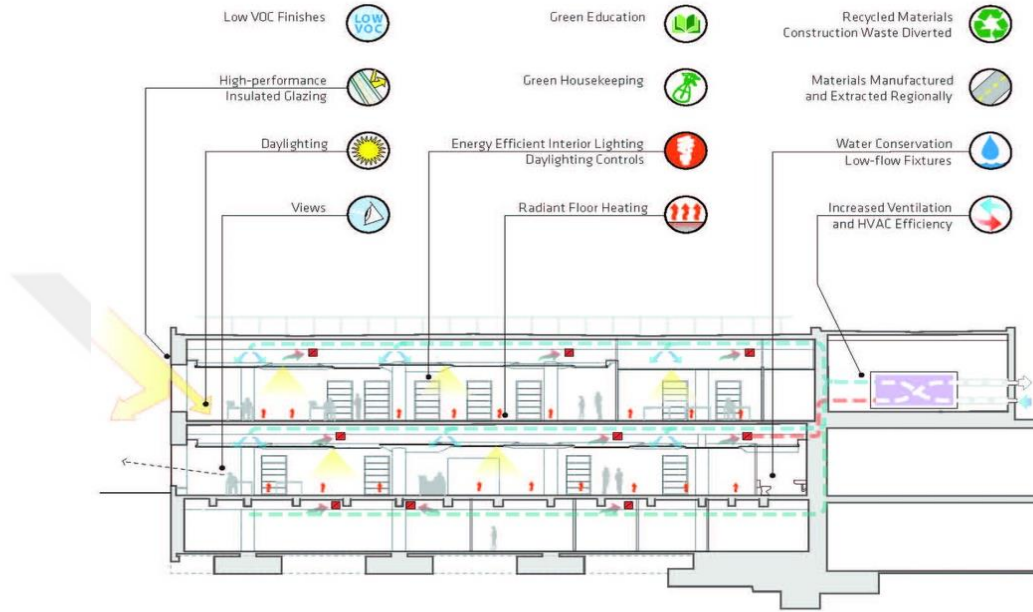 Low VOC Finishes
LOW
VOC
High-performance
Insulated Glazing
Daylighting
Views
Green Education
Green Housekeeping
Energy Efficient Interior Lighting
Daylighting Controls
Radiant Floor Heating
Recycled Materials
Construction Waste Diverted
Materials Manufactured
and Extracted Regionally
Water Conservation
Low-flow Fixtures
Increased Ventilation
and HVAC Efficiency